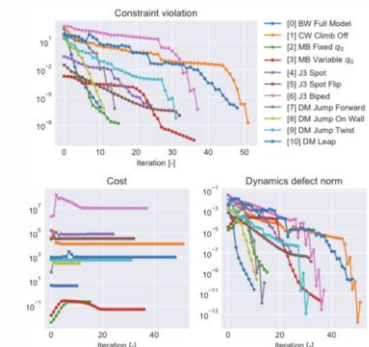 Constraint violation
10¹
10⁻¹
10⁻³
10⁻⁵
10⁻⁸
0 10 20 30 40 50
Iteration [-]
[0] BW Full Model
[1] CW Climb Off
[2] MB Fixed q₀
[3] MB Variable q₀
[4] J3 Spot
[5] J3 Spot Flip
[6] J3 Biped
[7] DM Jump Forward
[8] DM Jump On Wall
[9] DM Jump Twist
[10] DM Leap
Cost
10⁷
10⁵
10³
10¹
10⁻¹
0 20 40
Iteration [-]
Dynamics defect norm
10⁻¹
10⁻³
10⁻⁵
10⁻⁷
10⁻⁹
10⁻¹¹
10⁻¹³
0 20 40
Iteration [-]